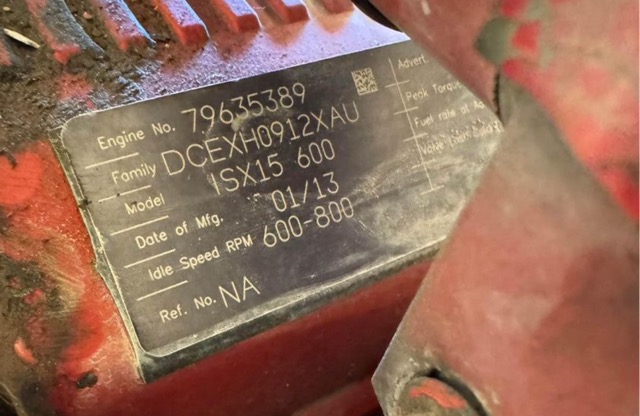 Engine No. 79635389
Family DCEXH0912XAU
Model ISX15 600
Date of Mfg. 01/13
Idle Speed RPM 600-800
Ref. No. NA
Advert.
Peak Torque
Fuel rate at